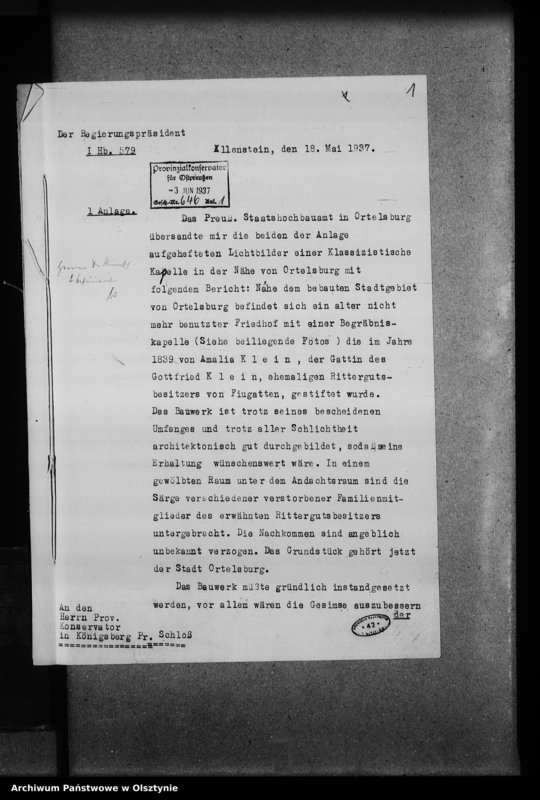 1
Der Regierungspräsident
I Hb. 579
Allenstein, den 18. Mai 1937.
Provinzialkonservator
für Ostpreußen
-3 JUN 1937
Gesch.-Nr. 646 Anl. 1
1 Anlage.
Das Preuß. Staatshochbauamt in Ortelsburg
übersandte mir die beiden der Anlage
aufgehefteten Lichtbilder einer Klassizistische
Kapelle in der Nähe von Ortelsburg mit
folgendem Bericht: Nahe dem bebauten Stadtgebiet
von Ortelsburg befindet sich ein alter nicht
mehr benutzter Friedhof mit einer Begräbnis-
kapelle (Siehe beiliegende Fotos ) die im Jahre
1839 von Amalia K l e i n , der Gattin des
Gottfried K l e i n, ehemaligen Ritterguts-
besitzers von Fiugatten, gestiftet wurde.
Das Bauwerk ist trotz seines bescheidenen
Umfanges und trotz aller Schlichtheit
architektonisch gut durchgebildet, sodaß seine
Erhaltung wünschenswert wäre. In einem
gewölbten Raum unter dem Andachtsraum sind die
Särge verschiedener verstorbener Familienmit-
glieder des erwähnten Rittergutsbesitzers
untergebracht. Die Nachkommen sind angeblich
unbekannt verzogen. Das Grundstück gehört jetzt
der Stadt Ortelsburg.
Das Bauwerk müßte gründlich instandgesetzt
werden, vor allem wären die Gesimse auszubessern
der
An den
Herrn Prov.
Konservator
in Königsberg Pr. Schloß
42
Archiwum Państwowe w Olsztynie